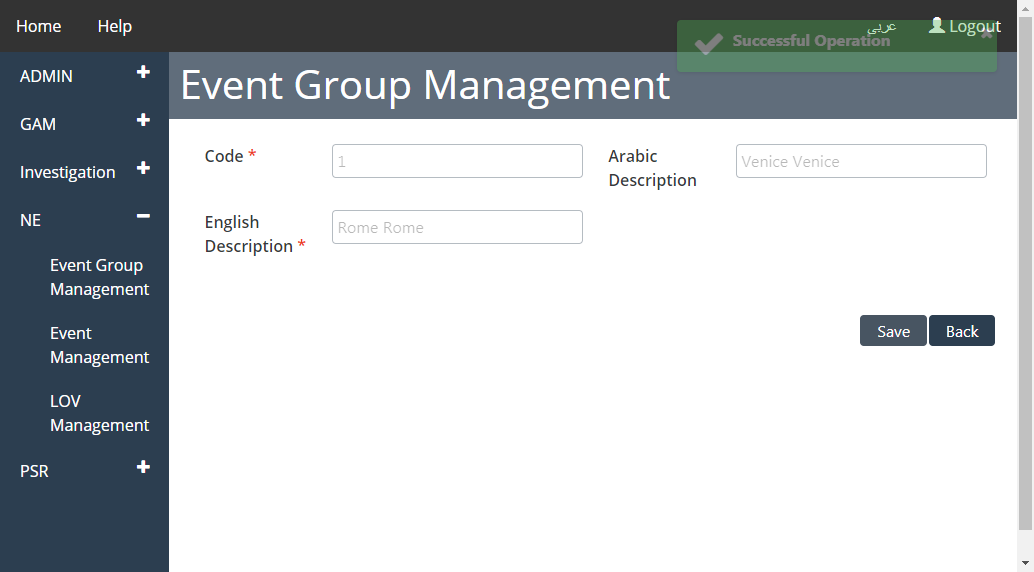 Home
Help
عربي
Logout
Successful Operation
ADMIN
GAM
Investigation
NE
Event Group
Management
Event
Management
LOV
Management
PSR
Event Group Management
Code *
1
Arabic
Description
Venice Venice
English
Description *
Rome Rome
Save
Back